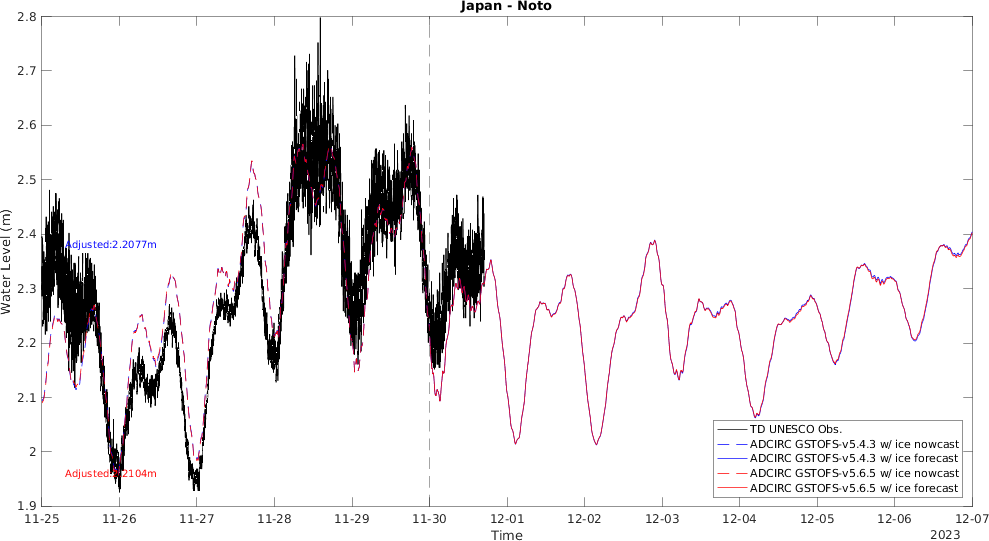 Japan - Noto
2.8
2.7
2.6
2.5
2.4
2.3
2.2
2.1
2
1.9
Water Level (m)
Adjusted:2.2077m
Adjusted:2.2104m
TD UNESCO Obs.
ADCIRC GSTOFS-v5.4.3 w/ ice nowcast
ADCIRC GSTOFS-v5.4.3 w/ ice forecast
ADCIRC GSTOFS-v5.6.5 w/ ice nowcast
ADCIRC GSTOFS-v5.6.5 w/ ice forecast
11-25 11-26 11-27 11-28 11-29 11-30 12-01 12-02 12-03 12-04 12-05 12-06 12-07
Time
2023